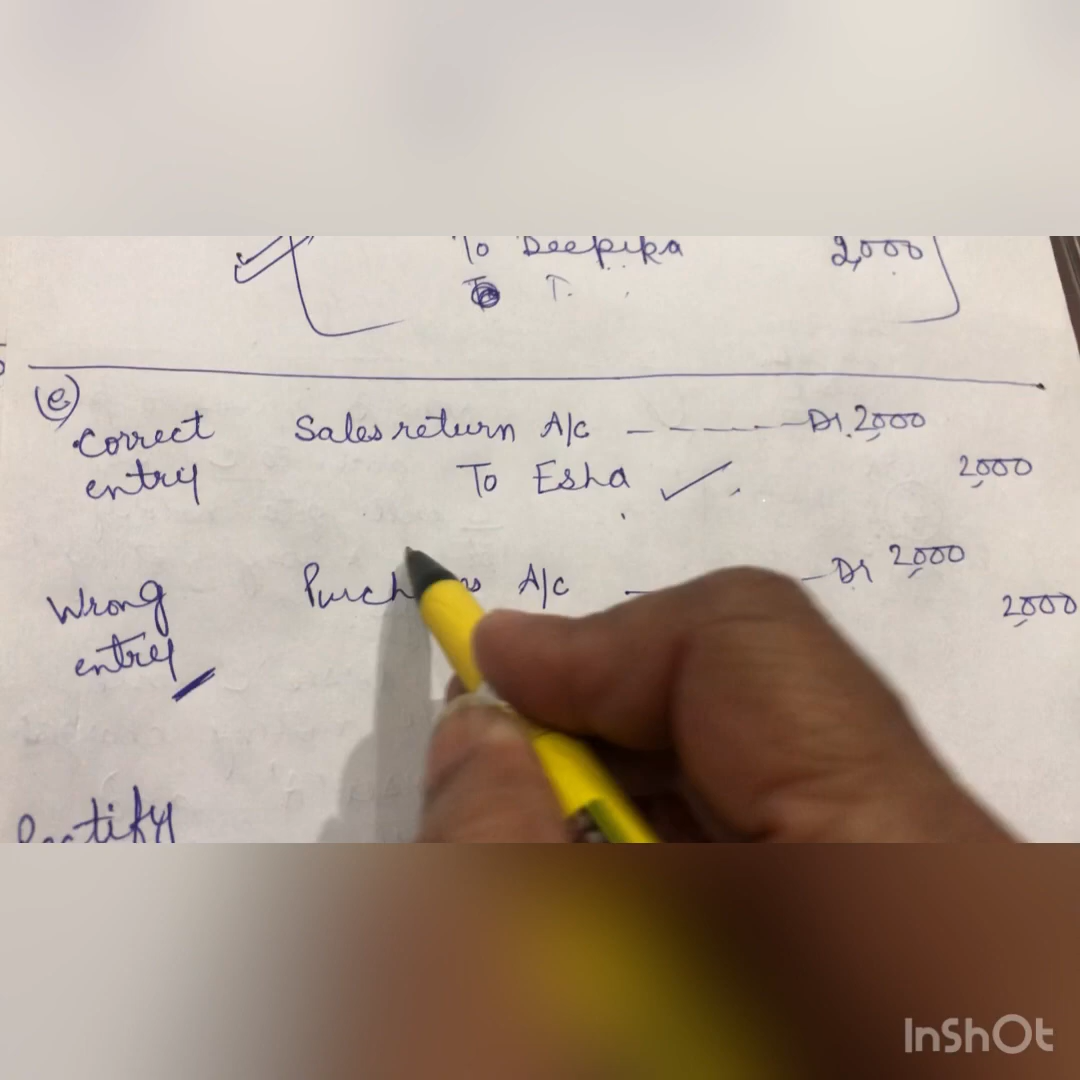 To Deepika 2,000
T.
(e)
Correct entry Sales return A/c ------- Dr. 2,000
To Esha ✓ 2,000
Wrong entry A/c — — Dr 2,000
2,000
InShOt